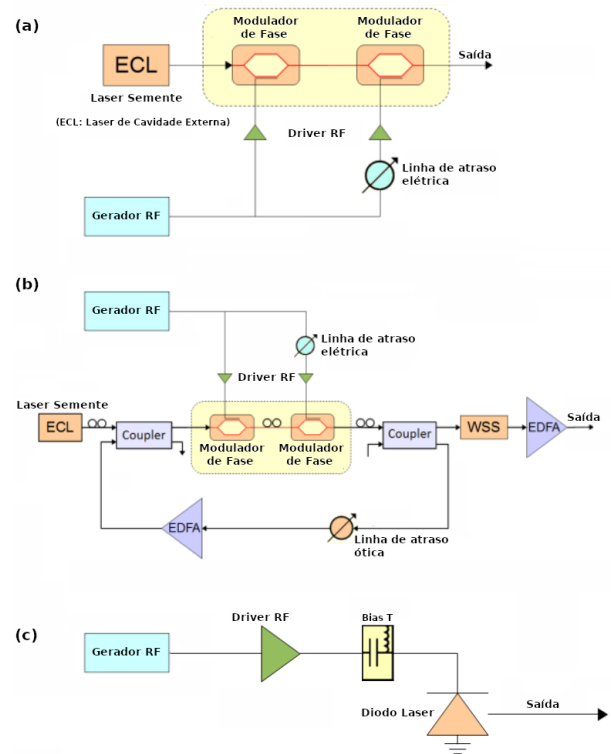 (a)
Modulador
de Fase
Modulador
de Fase
ECL
Saída
Laser Semente
(ECL: Laser de Cavidade Externa)
Driver RF
Linha de atraso
elétrica
Gerador RF
(b)
Gerador RF
Linha de atraso
elétrica
Driver RF
Laser Semente
ECL
Coupler
Modulador
de Fase
Modulador
de Fase
Coupler
WSS
EDFA
Saída
EDFA
Linha de atraso
ótica
(c)
Driver RF
Bias T
Gerador RF
Diodo Laser
Saída